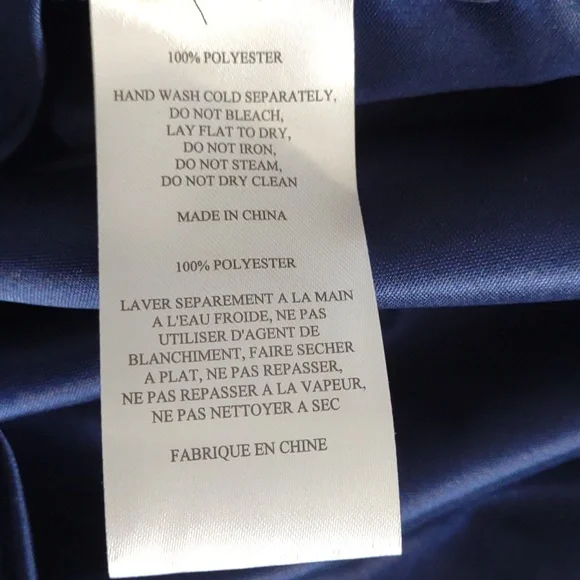 100% POLYESTER
HAND WASH COLD SEPARATELY,
DO NOT BLEACH,
LAY FLAT TO DRY,
DO NOT IRON,
DO NOT STEAM,
DO NOT DRY CLEAN
MADE IN CHINA
100% POLYESTER
LAVER SEPAREMENT A LA MAIN
A L'EAU FROIDE, NE PAS
UTILISER D'AGENT DE
BLANCHIMENT, FAIRE SECHER
A PLAT, NE PAS REPASSER,
NE PAS REPASSER A LA VAPEUR,
NE PAS NETTOYER A SEC
FABRIQUE EN CHINE